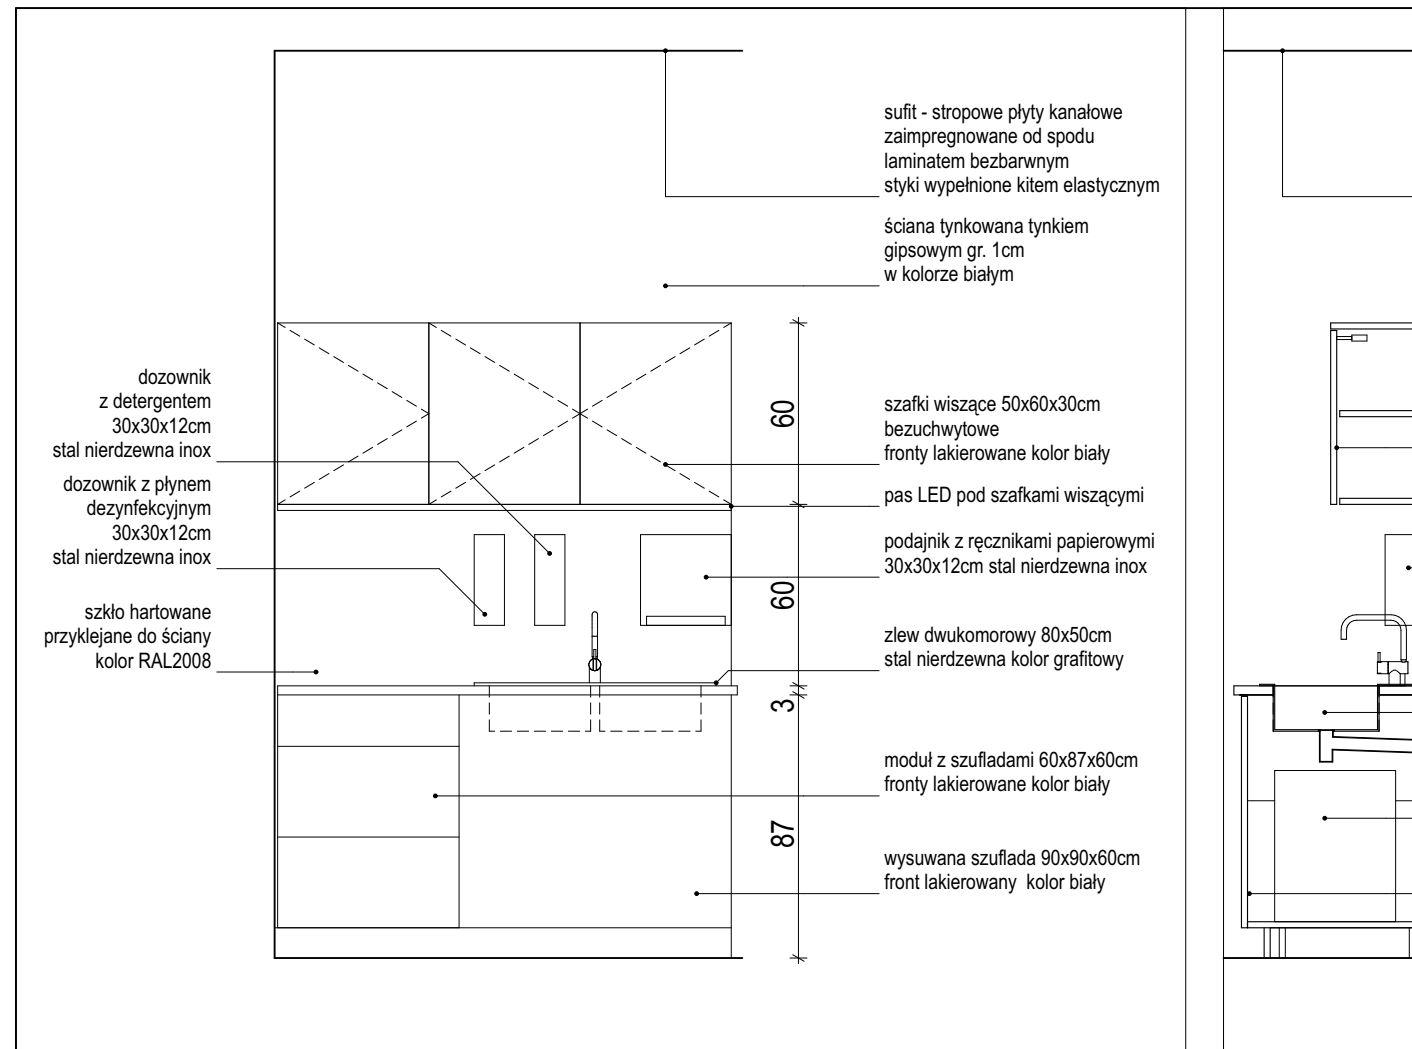 sufit - stropowe płyty kanałowe
zaimpregnowane od spodu
laminatem bezbarwnym
styki wypełnione kitem elastycznym
ściana tynkowana tynkiem
gipsowym gr. 1cm
w kolorze białym
dozownik
z detergentem
30x30x12cm
stal nierdzewna inox
dozownik z płynem
dezynfekcyjnym
30x30x12cm
stal nierdzewna inox
szkło hartowane
przyklejane do ściany
kolor RAL2008
60
60
3
87
szafki wiszące 50x60x30cm
bezuchwytowe
fronty lakierowane kolor biały
pas LED pod szafkami wiszącymi
podajnik z ręcznikami papierowymi
30x30x12cm stal nierdzewna inox
zlew dwukomorowy 80x50cm
stal nierdzewna kolor grafitowy
moduł z szufladami 60x87x60cm
fronty lakierowane kolor biały
wysuwana szuflada 90x90x60cm
front lakierowany  kolor biały